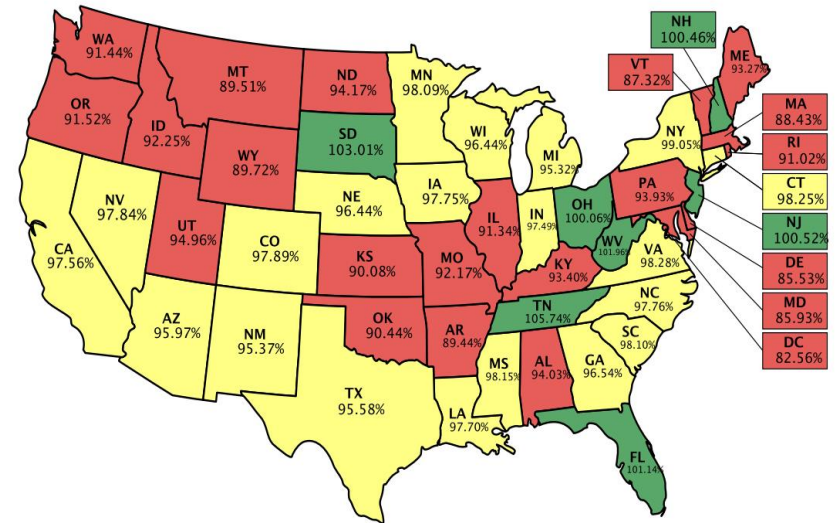 WA
91.44%
OR
91.52%
ID
92.25%
MT
89.51%
ND
94.17%
SD
103.01%
WY
89.72%
NE
96.44%
MN
98.09%
WI
96.44%
MI
95.32%
IA
97.75%
NV
97.84%
UT
94.96%
CO
97.89%
CA
97.56%
AZ
95.97%
NM
95.37%
KS
90.08%
OK
90.44%
TX
95.58%
MO
92.17%
AR
89.44%
LA
97.70%
IL
91.34%
IN
97.49%
OH
100.06%
KY
93.40%
TN
105.74%
MS
98.15%
AL
94.03%
GA
96.54%
FL
101.14%
SC
98.10%
NC
97.76%
VA
98.28%
WV
101.96%
PA
93.93%
NY
99.05%
VT
87.32%
NH
100.46%
ME
93.27%
MA
88.43%
RI
91.02%
CT
98.25%
NJ
100.52%
DE
85.53%
MD
85.93%
DC
82.56%